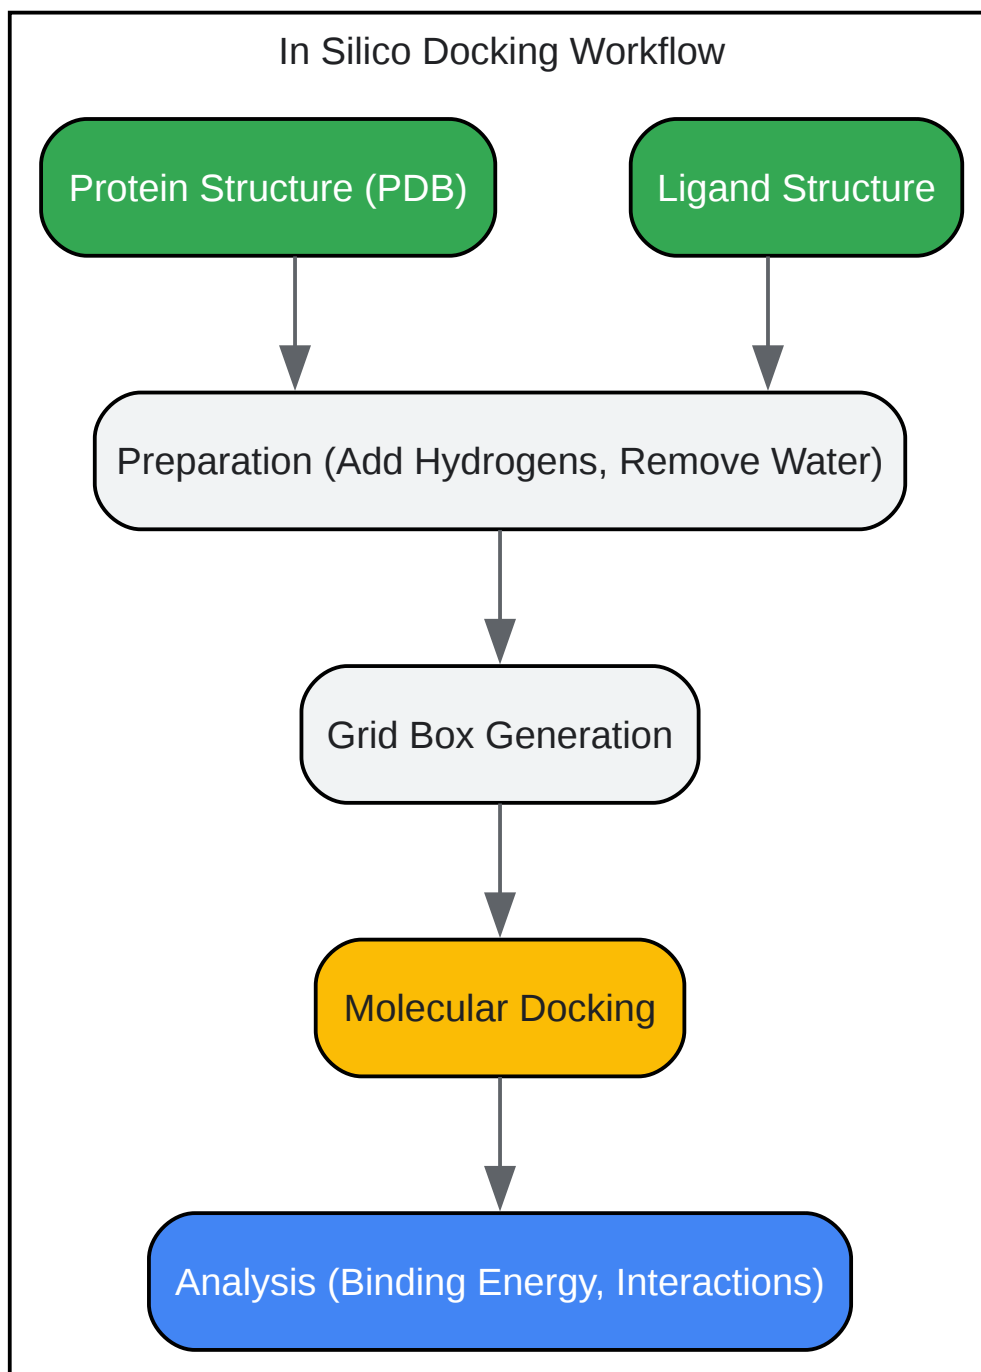 In Silico Docking Workflow
Protein Structure (PDB)
Ligand Structure
Preparation (Add Hydrogens, Remove Water)
Grid Box Generation
Molecular Docking
Analysis (Binding Energy, Interactions)